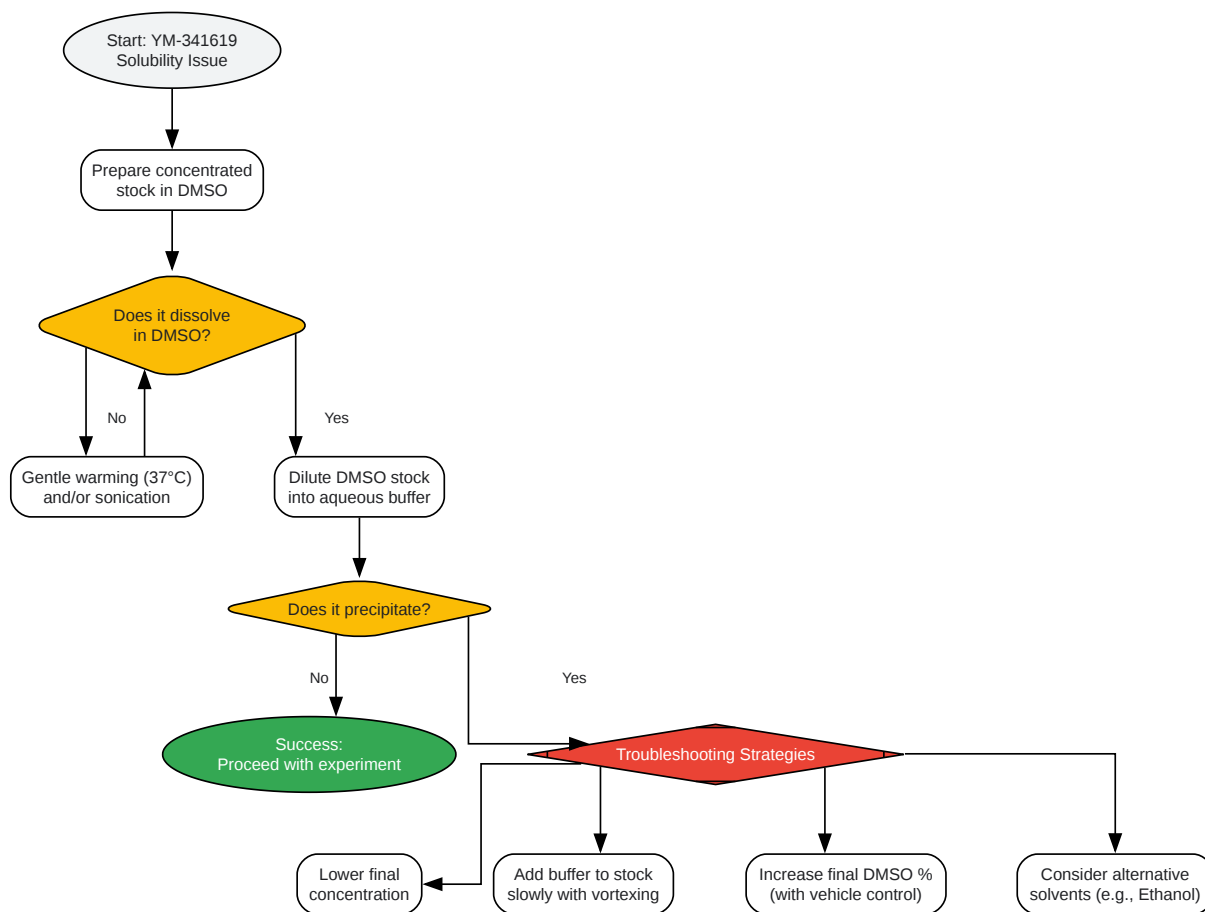 Start: YM-341619
Solubility Issue
Prepare concentrated
stock in DMSO
Does it dissolve
in DMSO?
No
Yes
Gentle warming (37°C)
and/or sonication
Dilute DMSO stock
into aqueous buffer
Does it precipitate?
No
Yes
Success:
Proceed with experiment
Troubleshooting Strategies
Lower final
concentration
Add buffer to stock
slowly with vortexing
Increase final DMSO %
(with vehicle control)
Consider alternative
solvents (e.g., Ethanol)